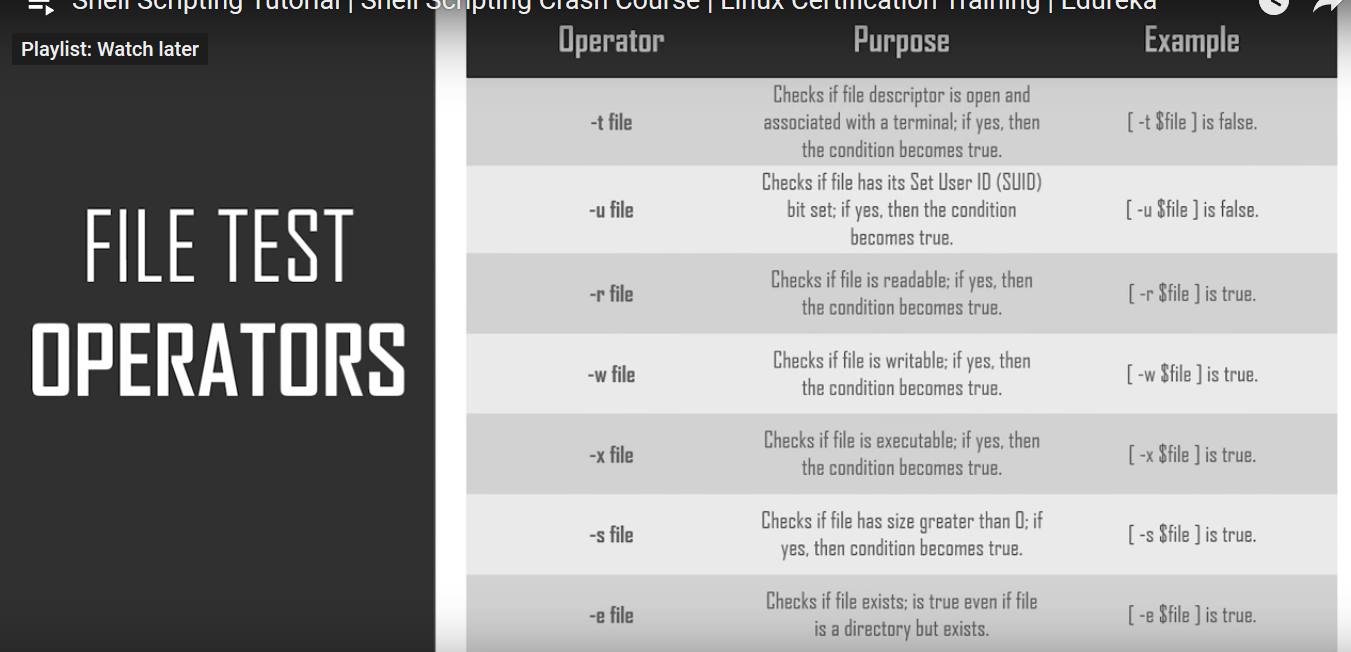 Shell Scripting Tutorial | Shell Scripting Crash Course | Linux Certification Training | Edureka
Playlist: Watch later
FILE TEST
OPERATORS
Operator Purpose Example
Checks if file descriptor is open and
-t file associated with a terminal; if yes, then [ -t $file ] is false.
the condition becomes true.
Checks if file has its Set User ID (SUID)
-u file bit set; if yes, then the condition [ -u $file ] is false.
becomes true.
-r file Checks if file is readable; if yes, then [ -r $file ] is true.
the condition becomes true.
-w file Checks if file is writable; if yes, then [ -w $file ] is true.
the condition becomes true.
-x file Checks if file is executable; if yes, then [ -x $file ] is true.
the condition becomes true.
-s file Checks if file has size greater than 0; if [ -s $file ] is true.
yes, then condition becomes true.
-e file Checks if file exists; is true even if file [ -e $file ] is true.
is a directory but exists.